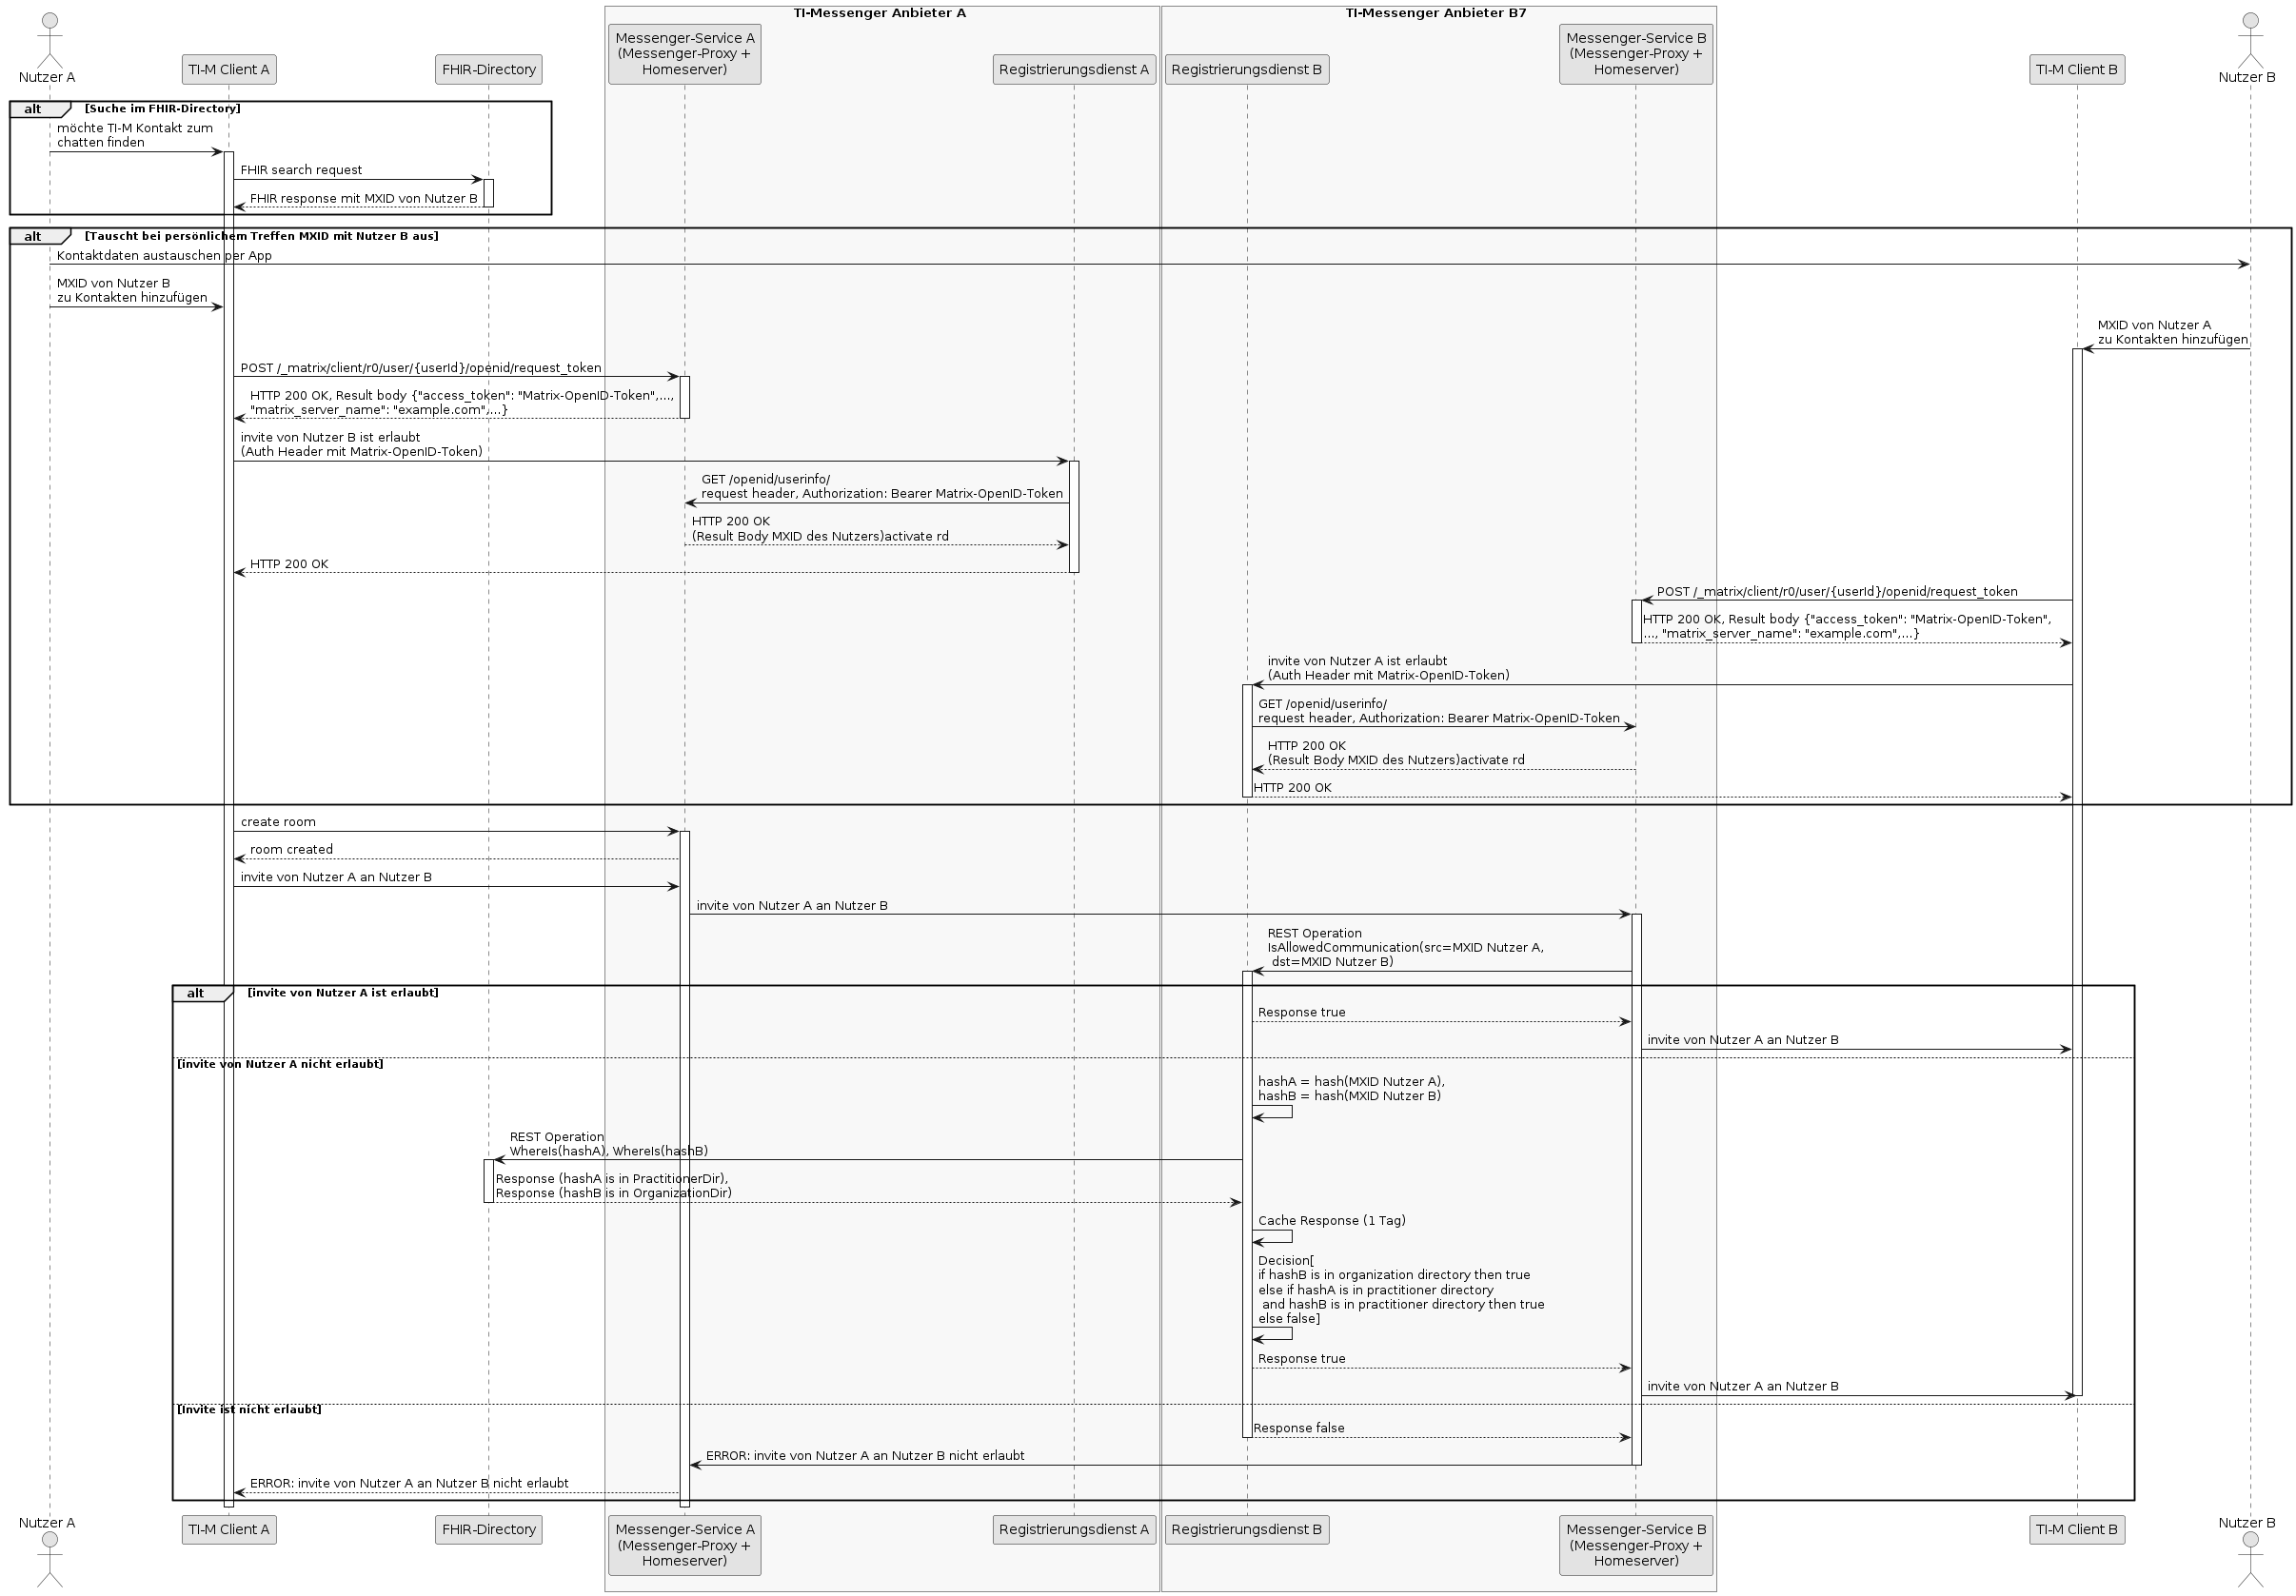 TI-Messenger Anbieter A
TI-Messenger Anbieter B7
Nutzer A
TI-M Client A
FHIR-Directory
Messenger-Service A
(Messenger-Proxy +
Homeserver)
Registrierungsdienst A
Registrierungsdienst B
Messenger-Service B
(Messenger-Proxy +
Homeserver)
TI-M Client B
Nutzer B
alt [Suche im FHIR-Directory]
möchte TI-M Kontakt zum
chatten finden
FHIR search request
FHIR response mit MXID von Nutzer B
alt [Tauscht bei persönlichem Treffen MXID mit Nutzer B aus]
Kontaktdaten austauschen per App
MXID von Nutzer B
zu Kontakten hinzufügen
MXID von Nutzer A
zu Kontakten hinzufügen
POST /_matrix/client/r0/user/{userId}/openid/request_token
HTTP 200 OK, Result body {"access_token": "Matrix-OpenID-Token",...,
"matrix_server_name": "example.com",...}
invite von Nutzer B ist erlaubt
(Auth Header mit Matrix-OpenID-Token)
GET /openid/userinfo/
request header, Authorization: Bearer Matrix-OpenID-Token
HTTP 200 OK
(Result Body MXID des Nutzers)activate rd
HTTP 200 OK
POST /_matrix/client/r0/user/{userId}/openid/request_token
HTTP 200 OK, Result body {"access_token": "Matrix-OpenID-Token",
..., "matrix_server_name": "example.com",...}
invite von Nutzer A ist erlaubt
(Auth Header mit Matrix-OpenID-Token)
GET /openid/userinfo/
request header, Authorization: Bearer Matrix-OpenID-Token
HTTP 200 OK
(Result Body MXID des Nutzers)activate rd
HTTP 200 OK
create room
room created
invite von Nutzer A an Nutzer B
invite von Nutzer A an Nutzer B
REST Operation
IsAllowedCommunication(src=MXID Nutzer A,
dst=MXID Nutzer B)
alt [invite von Nutzer A ist erlaubt]
Response true
invite von Nutzer A an Nutzer B
[invite von Nutzer A nicht erlaubt]
hashA = hash(MXID Nutzer A),
hashB = hash(MXID Nutzer B)
REST Operation
WhereIs(hashA), WhereIs(hashB)
Response (hashA is in PractitionerDir),
Response (hashB is in OrganizationDir)
Cache Response (1 Tag)
Decision[
if hashB is in organization directory then true
else if hashA is in practitioner directory
and hashB is in practitioner directory then true
else false]
Response true
invite von Nutzer A an Nutzer B
[Invite ist nicht erlaubt]
Response false
ERROR: invite von Nutzer A an Nutzer B nicht erlaubt
ERROR: invite von Nutzer A an Nutzer B nicht erlaubt
Nutzer A
TI-M Client A
FHIR-Directory
Messenger-Service A
(Messenger-Proxy +
Homeserver)
Registrierungsdienst A
Registrierungsdienst B
Messenger-Service B
(Messenger-Proxy +
Homeserver)
TI-M Client B
Nutzer B